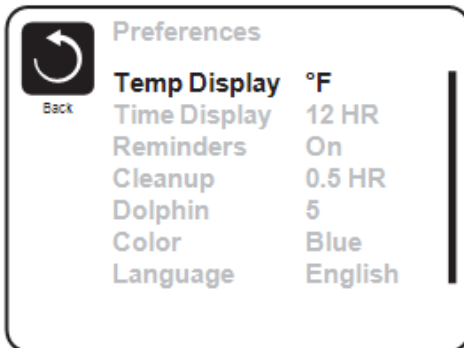 Preferences
Back
Temp Display °F
Time Display 12 HR
Reminders On
Cleanup 0.5 HR
Dolphin 5
Color Blue
Language English